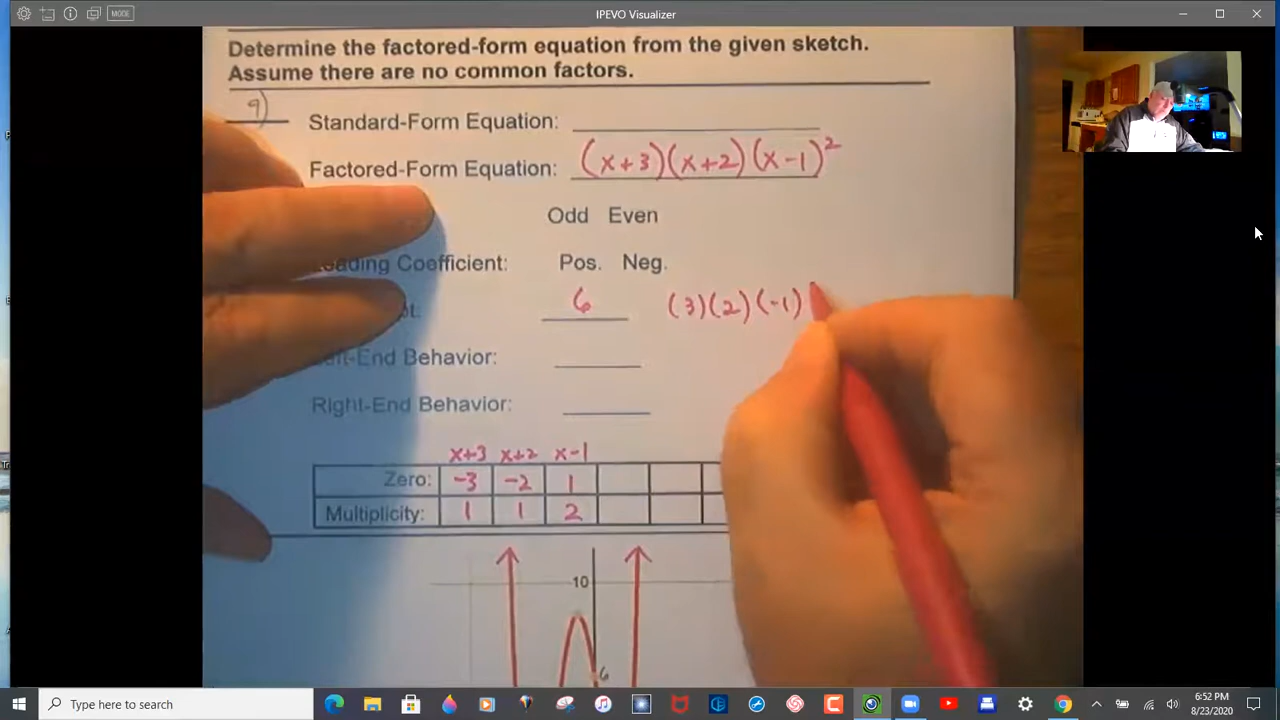 MODE
IPEVO Visualizer
Determine the factored-form equation from the given sketch.
Assume there are no common factors.
9)
Standard-Form Equation:
Factored-Form Equation: (x+3)(x+2)(x-1)²
Odd Even
Leading Coefficient: Pos. Neg.
6 (3)(2)(-1)
Left-End Behavior:
Right-End Behavior:
x+3 x+2 x-1
Zero: -3 -2 1
Multiplicity: 1 1 2
10
6
Type here to search
6:52 PM
8/23/2020